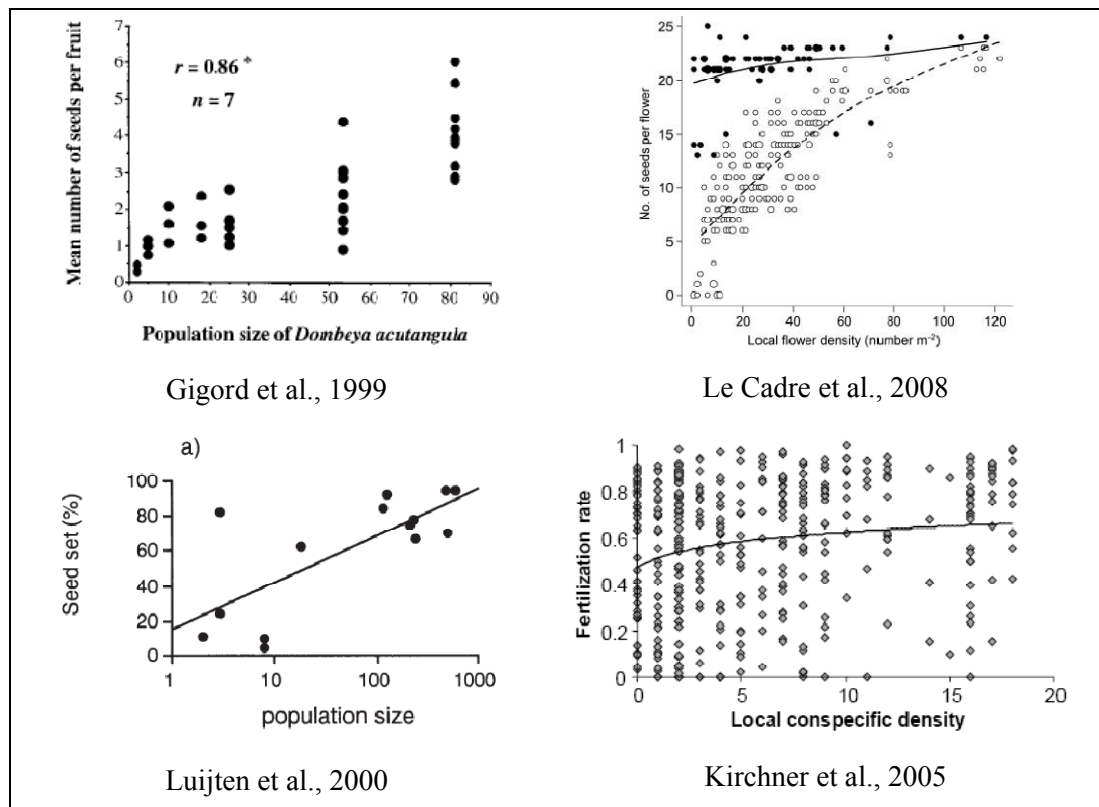 7
6
5
4
3
2
1
0
Mean number of seeds per fruit
r = 0.86 *
n = 7
0 10 20 30 40 50 60 70 80 90
Population size of Dombeya acutangula
Gigord et al., 1999
25
20
15
10
5
0
No. of seeds per flower
0 20 40 60 80 100 120
Local flower density (number m⁻²)
Le Cadre et al., 2008
a)
100
80
60
40
20
0
Seed set (%)
1 10 100 1000
population size
Luijten et al., 2000
1
0.8
0.6
0.4
0.2
0
Fertilization rate
0 5 10 15 20
Local conspecific density
Kirchner et al., 2005